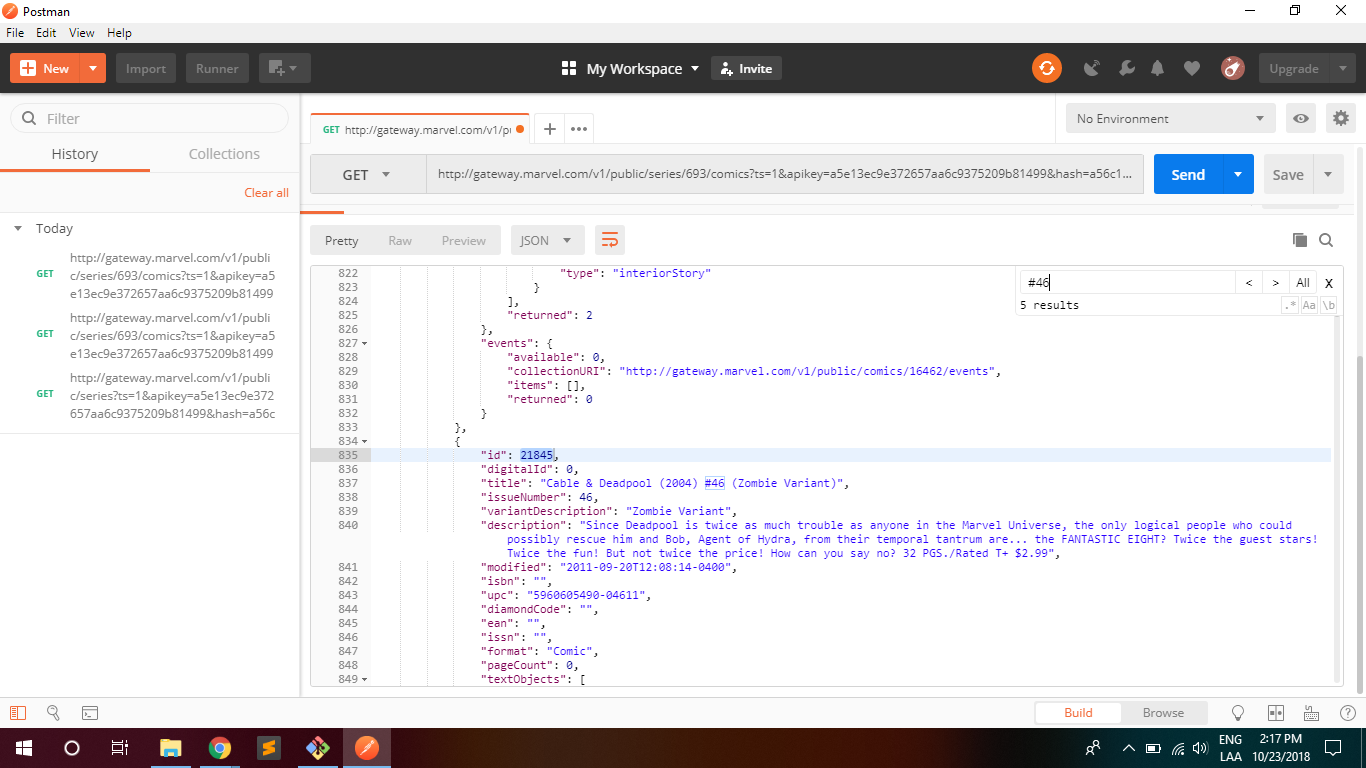 Postman
File Edit View Help
New Import Runner My Workspace Invite Upgrade
Filter
History Collections
Clear all
Today
GET http://gateway.marvel.com/v1/publi
c/series/693/comics?ts=1&apikey=a5
e13ec9e372657aa6c9375209b81499
GET http://gateway.marvel.com/v1/publi
c/series/693/comics?ts=1&apikey=a5
e13ec9e372657aa6c9375209b81499
GET http://gateway.marvel.com/v1/publi
c/series?ts=1&apikey=a5e13ec9e372
657aa6c9375209b81499&hash=a56c
GET http://gateway.marvel.com/v1/p
No Environment
GET http://gateway.marvel.com/v1/public/series/693/comics?ts=1&apikey=a5e13ec9e372657aa6c9375209b81499&hash=a56c1... Send Save
Pretty Raw Preview JSON
#46 < > All X
5 results .* Aa \b
822 "type": "interiorStory"
823 }
824 ],
825 "returned": 2
826 },
827 "events": {
828 "available": 0,
829 "collectionURI": "http://gateway.marvel.com/v1/public/comics/16462/events",
830 "items": [],
831 "returned": 0
832 }
833 },
834 {
835 "id": 21845,
836 "digitalId": 0,
837 "title": "Cable & Deadpool (2004) #46 (Zombie Variant)",
838 "issueNumber": 46,
839 "variantDescription": "Zombie Variant",
840 "description": "Since Deadpool is twice as much trouble as anyone in the Marvel Universe, the only logical people who could
possibly rescue him and Bob, Agent of Hydra, from their temporal tantrum are... the FANTASTIC EIGHT? Twice the guest stars!
Twice the fun! But not twice the price! How can you say no? 32 PGS./Rated T+ $2.99",
841 "modified": "2011-09-20T12:08:14-0400",
842 "isbn": "",
843 "upc": "5960605490-04611",
844 "diamondCode": "",
845 "ean": "",
846 "issn": "",
847 "format": "Comic",
848 "pageCount": 0,
849 "textObjects": [
Build Browse
ENG 2:17 PM
LAA 10/23/2018